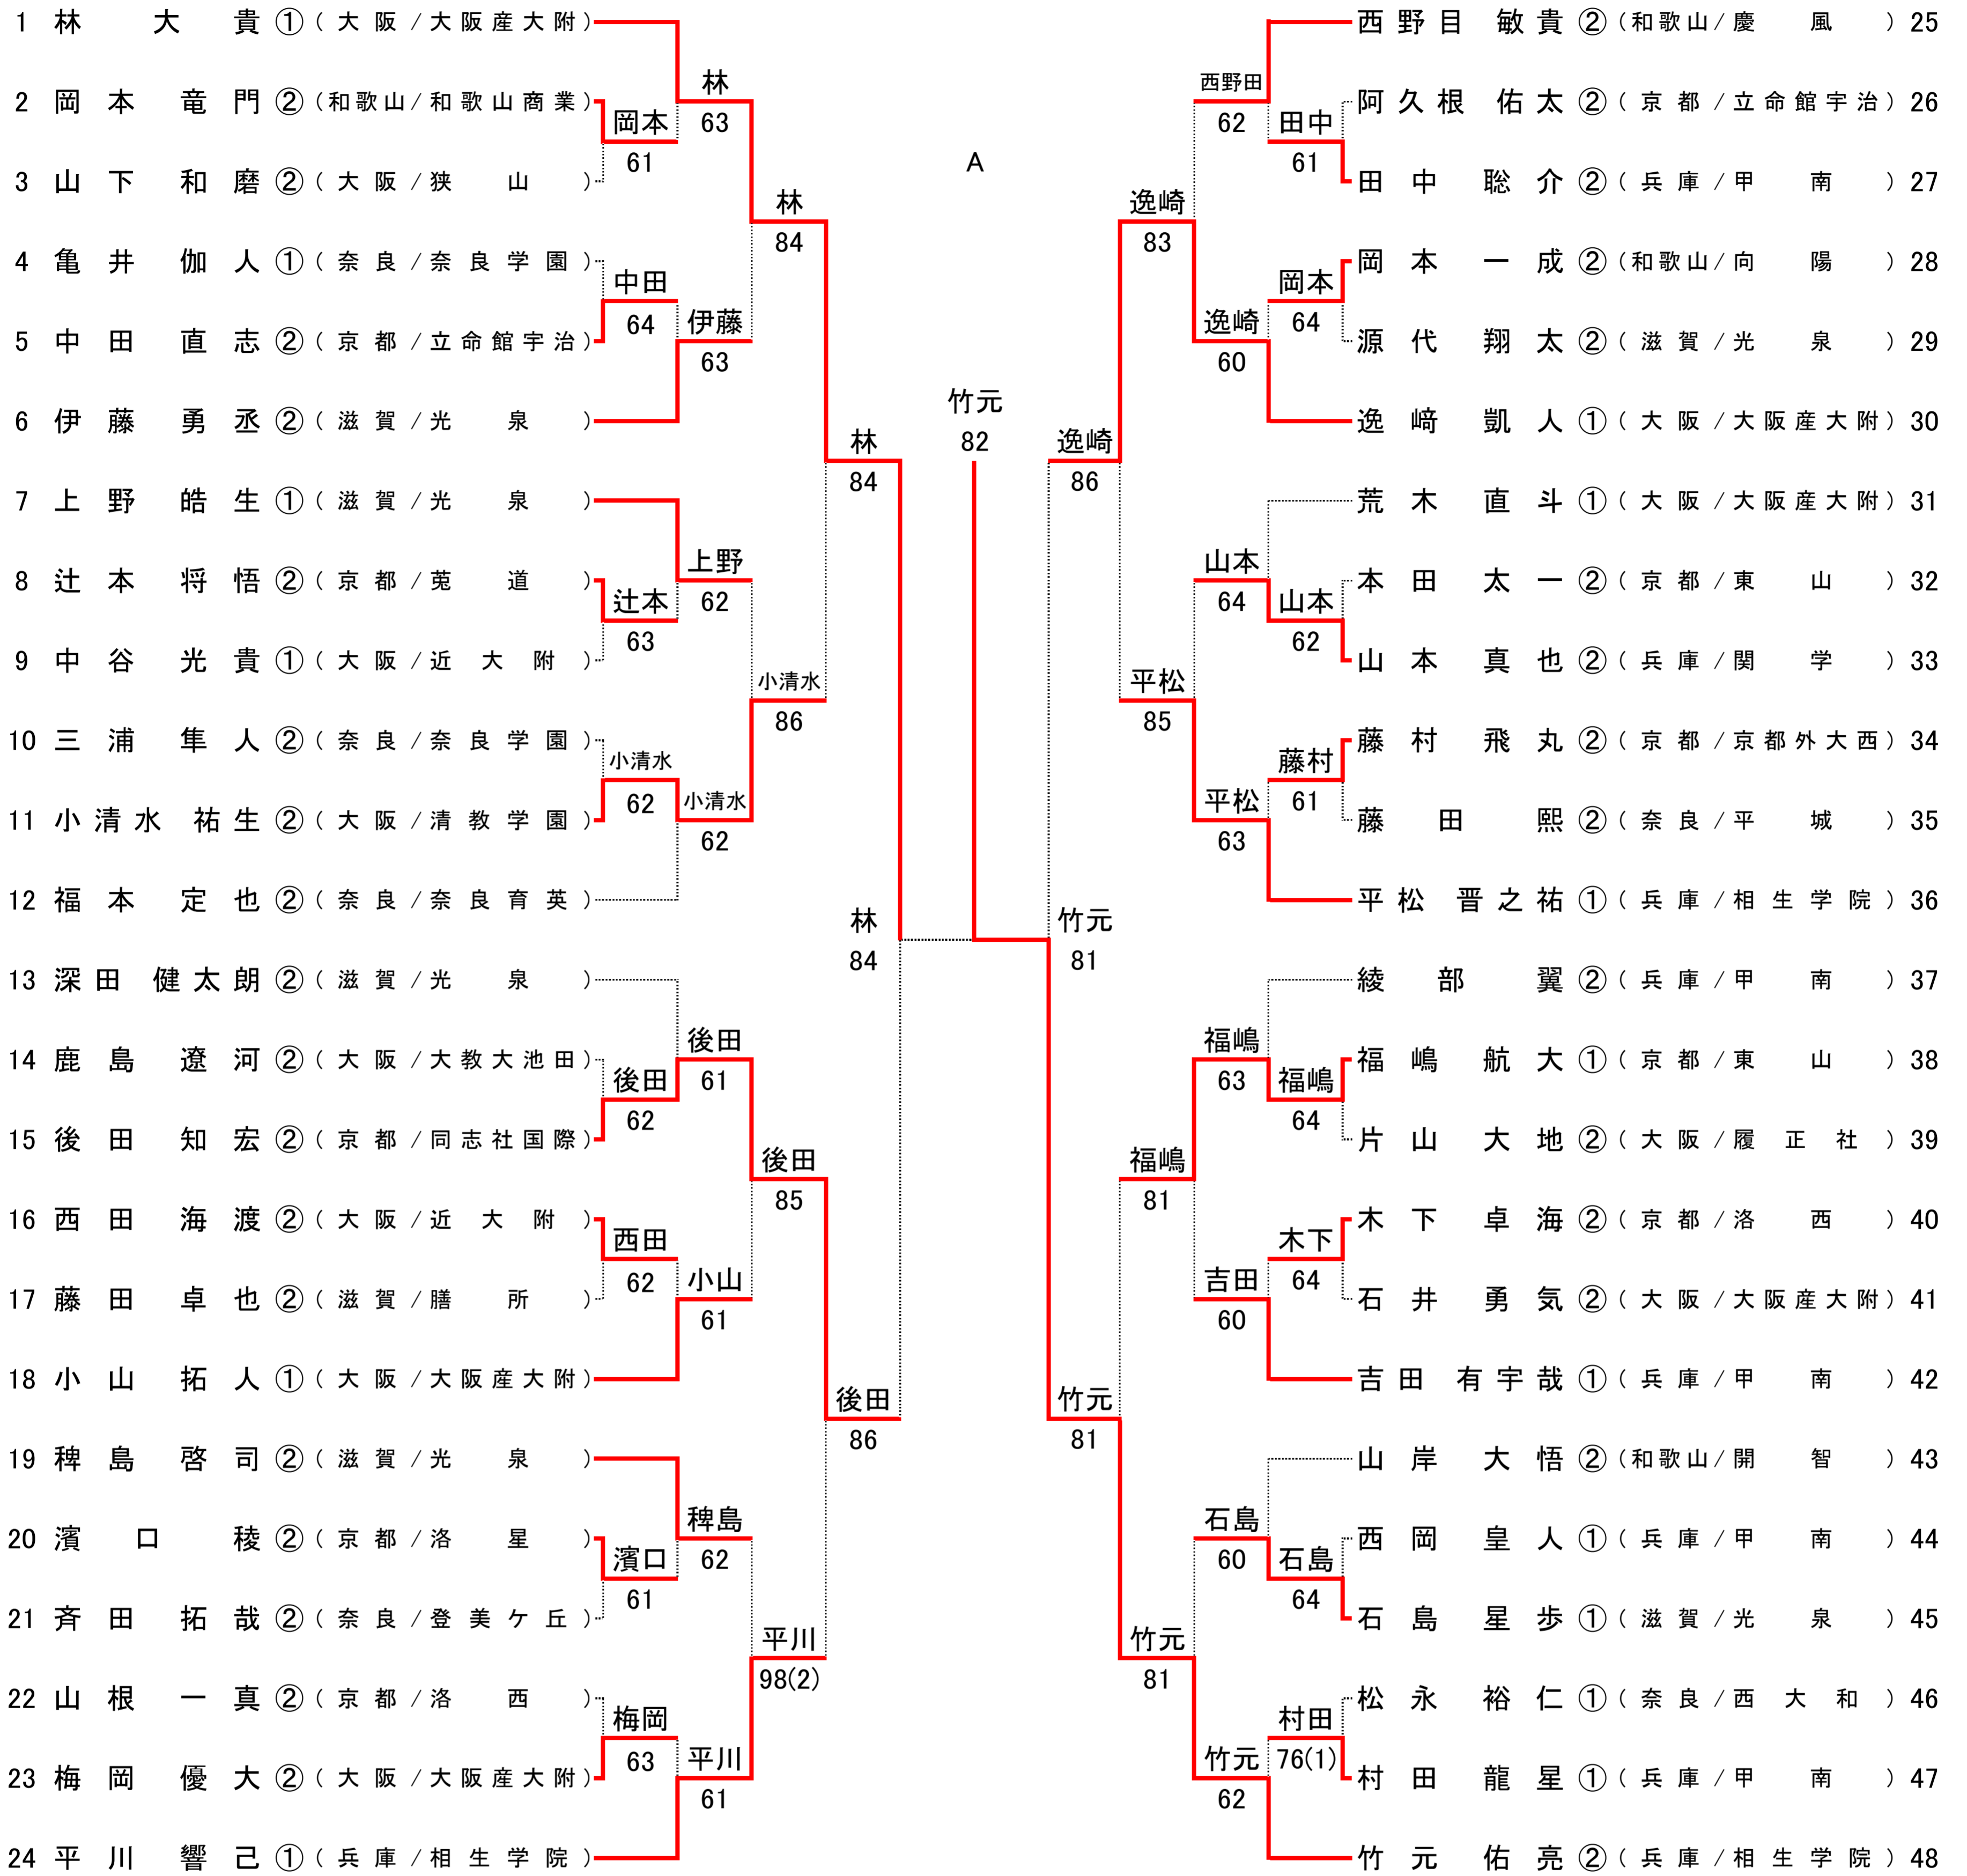 1 林 大 貴 ① ( 大 阪 / 大阪産大附 )
2 岡 本 竜 門 ② (和歌山/ 和歌山商業 )
3 山 下 和 磨 ② ( 大 阪 / 狭 山 )
4 亀 井 伽 人 ① ( 奈 良 / 奈良学園 )
5 中 田 直 志 ② ( 京 都 / 立命館宇治 )
6 伊 藤 勇 丞 ② ( 滋 賀 / 光 泉 )
7 上 野 皓 生 ① ( 滋 賀 / 光 泉 )
8 辻 本 将 悟 ② ( 京 都 / 莵 道 )
9 中 谷 光 貴 ① ( 大 阪 / 近 大 附 )
10 三 浦 隼 人 ② ( 奈 良 / 奈良学園 )
11 小清水 祐生 ② ( 大 阪 / 清教学園 )
12 福 本 定 也 ② ( 奈 良 / 奈良育英 )
13 深田 健太朗 ② ( 滋 賀 / 光 泉 )
14 鹿 島 遼 河 ② ( 大 阪 / 大教大池田 )
15 後 田 知 宏 ② ( 京 都 / 同志社国際 )
16 西 田 海 渡 ② ( 大 阪 / 近 大 附 )
17 藤 田 卓 也 ② ( 滋 賀 / 膳 所 )
18 小 山 拓 人 ① ( 大 阪 / 大阪産大附 )
19 稗 島 啓 司 ② ( 滋 賀 / 光 泉 )
20 濱 口 稜 ② ( 京 都 / 洛 星 )
21 斉 田 拓 哉 ② ( 奈 良 / 登美ケ丘 )
22 山 根 一 真 ② ( 京 都 / 洛 西 )
23 梅 岡 優 大 ② ( 大 阪 / 大阪産大附 )
24 平 川 響 己 ① ( 兵 庫 / 相生学院 )
岡本
61
中田
64
辻本
63
小清水
62
後田
62
西田
62
濱口
61
梅岡
63
林
63
伊藤
63
上野
62
小清水
62
後田
61
小山
61
稗島
62
平川
61
林
84
小清水
86
後田
85
平川
98(2)
林
84
後田
86
林
84
A
竹元
82
竹元
81
逸崎
86
竹元
81
逸崎
83
平松
85
福嶋
81
竹元
81
西野田
62
逸崎
60
山本
64
平松
63
福嶋
63
吉田
60
石島
60
竹元
62
田中
61
岡本
64
山本
62
藤村
61
福嶋
64
木下
64
石島
64
村田
76(1)
西野目 敏貴 ② (和歌山/ 慶 風 ) 25
阿久根 佑太 ② ( 京 都 / 立命館宇治 ) 26
田 中 聡 介 ② ( 兵 庫 / 甲 南 ) 27
岡 本 一 成 ② (和歌山/ 向 陽 ) 28
源 代 翔 太 ② ( 滋 賀 / 光 泉 ) 29
逸 﨑 凱 人 ① ( 大 阪 / 大阪産大附 ) 30
荒 木 直 斗 ① ( 大 阪 / 大阪産大附 ) 31
本 田 太 一 ② ( 京 都 / 東 山 ) 32
山 本 真 也 ② ( 兵 庫 / 関 学 ) 33
藤 村 飛 丸 ② ( 京 都 / 京都外大西 ) 34
藤 田 熙 ② ( 奈 良 / 平 城 ) 35
平松 晋之祐 ① ( 兵 庫 / 相生学院 ) 36
綾 部 翼 ② ( 兵 庫 / 甲 南 ) 37
福 嶋 航 大 ① ( 京 都 / 東 山 ) 38
片 山 大 地 ② ( 大 阪 / 履 正 社 ) 39
木 下 卓 海 ② ( 京 都 / 洛 西 ) 40
石 井 勇 気 ② ( 大 阪 / 大阪産大附 ) 41
吉田 有宇哉 ① ( 兵 庫 / 甲 南 ) 42
山 岸 大 悟 ② (和歌山/ 開 智 ) 43
西 岡 皇 人 ① ( 兵 庫 / 甲 南 ) 44
石 島 星 歩 ① ( 滋 賀 / 光 泉 ) 45
松 永 裕 仁 ① ( 奈 良 / 西 大 和 ) 46
村 田 龍 星 ① ( 兵 庫 / 甲 南 ) 47
竹 元 佑 亮 ② ( 兵 庫 / 相生学院 ) 48